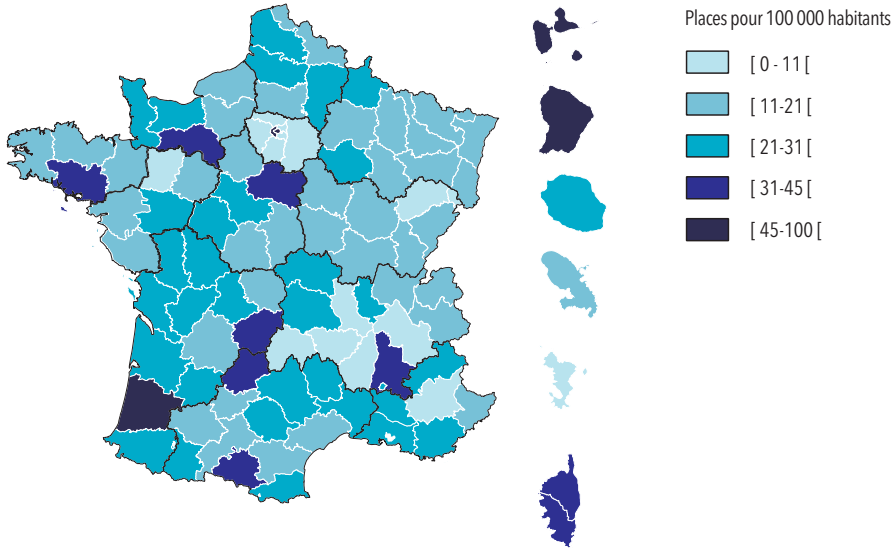 Places pour 100 000 habitants
[ 0 - 11 [
[ 11-21 [
[ 21-31 [
[ 31-45 [
[ 45-100 [